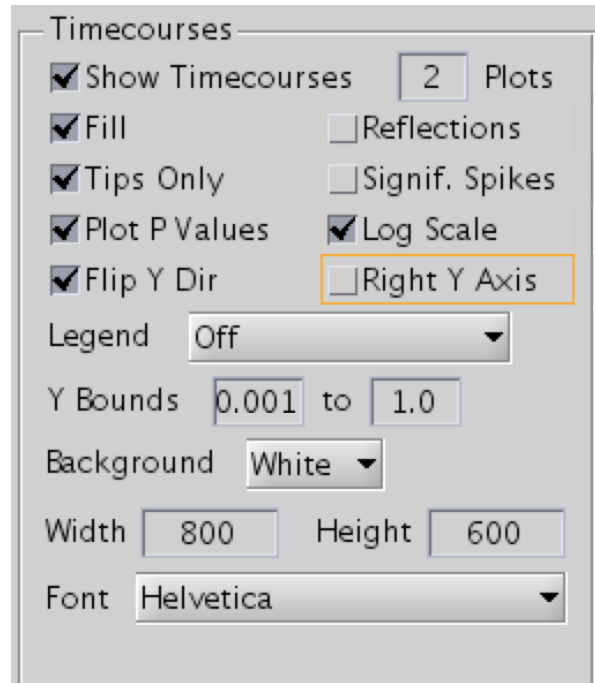 Timecourses
Show Timecourses 2 Plots
Fill Reflections
Tips Only Signif. Spikes
Plot P Values Log Scale
Flip Y Dir Right Y Axis
Legend Off
Y Bounds 0.001 to 1.0
Background White
Width 800 Height 600
Font Helvetica